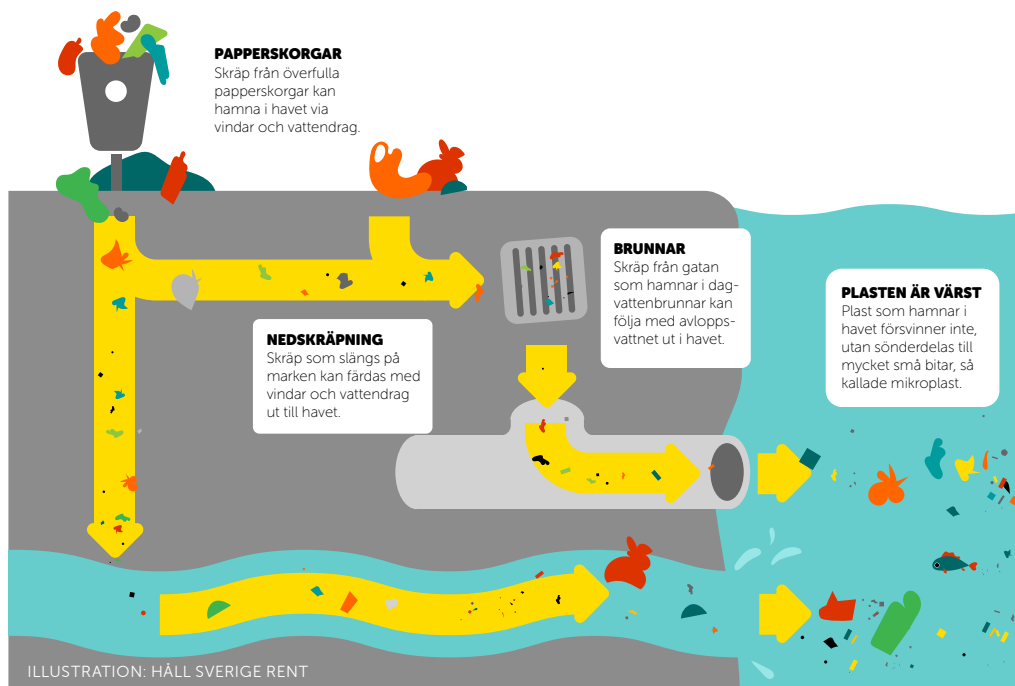 PAPPERSKORGAR
Skräp från överfulla
papperskorgar kan
hamna i havet via
vindar och vattendrag.
BRUNNAR
Skräp från gatan
som hamnar i dag-
vattenbrunnar kan
följa med avlopps-
vattnet ut i havet.
PLASTEN ÄR VÄRST
Plast som hamnar i
havet försvinner inte,
utan sönderdelas till
mycket små bitar, så
kallade mikroplast.
NEDSKRÄPNING
Skräp som slängs på
marken kan färdas med
vindar och vattendrag
ut till havet.
ILLUSTRATION: HÅLL SVERIGE RENT